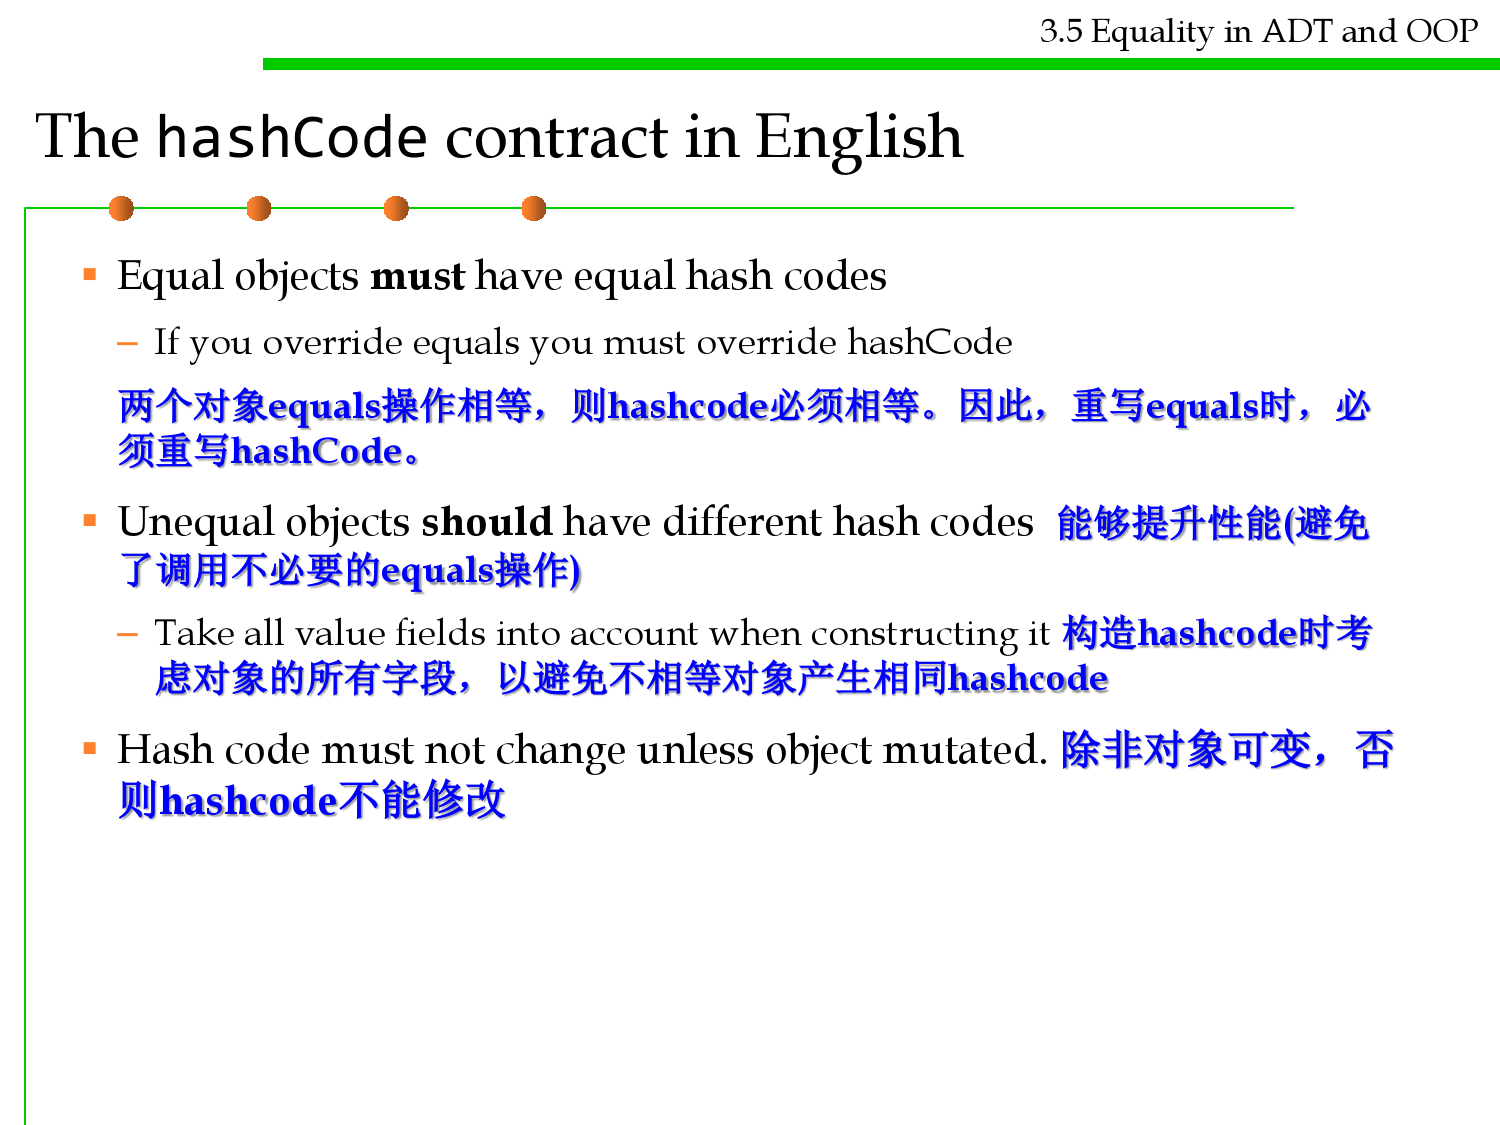 3.5 Equality in ADT and OOP
The hashCode contract in English
▪ Equal objects must have equal hash codes
– If you override equals you must override hashCode
两个对象equals操作相等，则hashcode必须相等。因此，重写equals时，必
须重写hashCode。
▪ Unequal objects should have different hash codes 能够提升性能(避免
了调用不必要的equals操作)
– Take all value fields into account when constructing it 构造hashcode时考
虑对象的所有字段，以避免不相等对象产生相同hashcode
▪ Hash code must not change unless object mutated. 除非对象可变，否
则hashcode不能修改